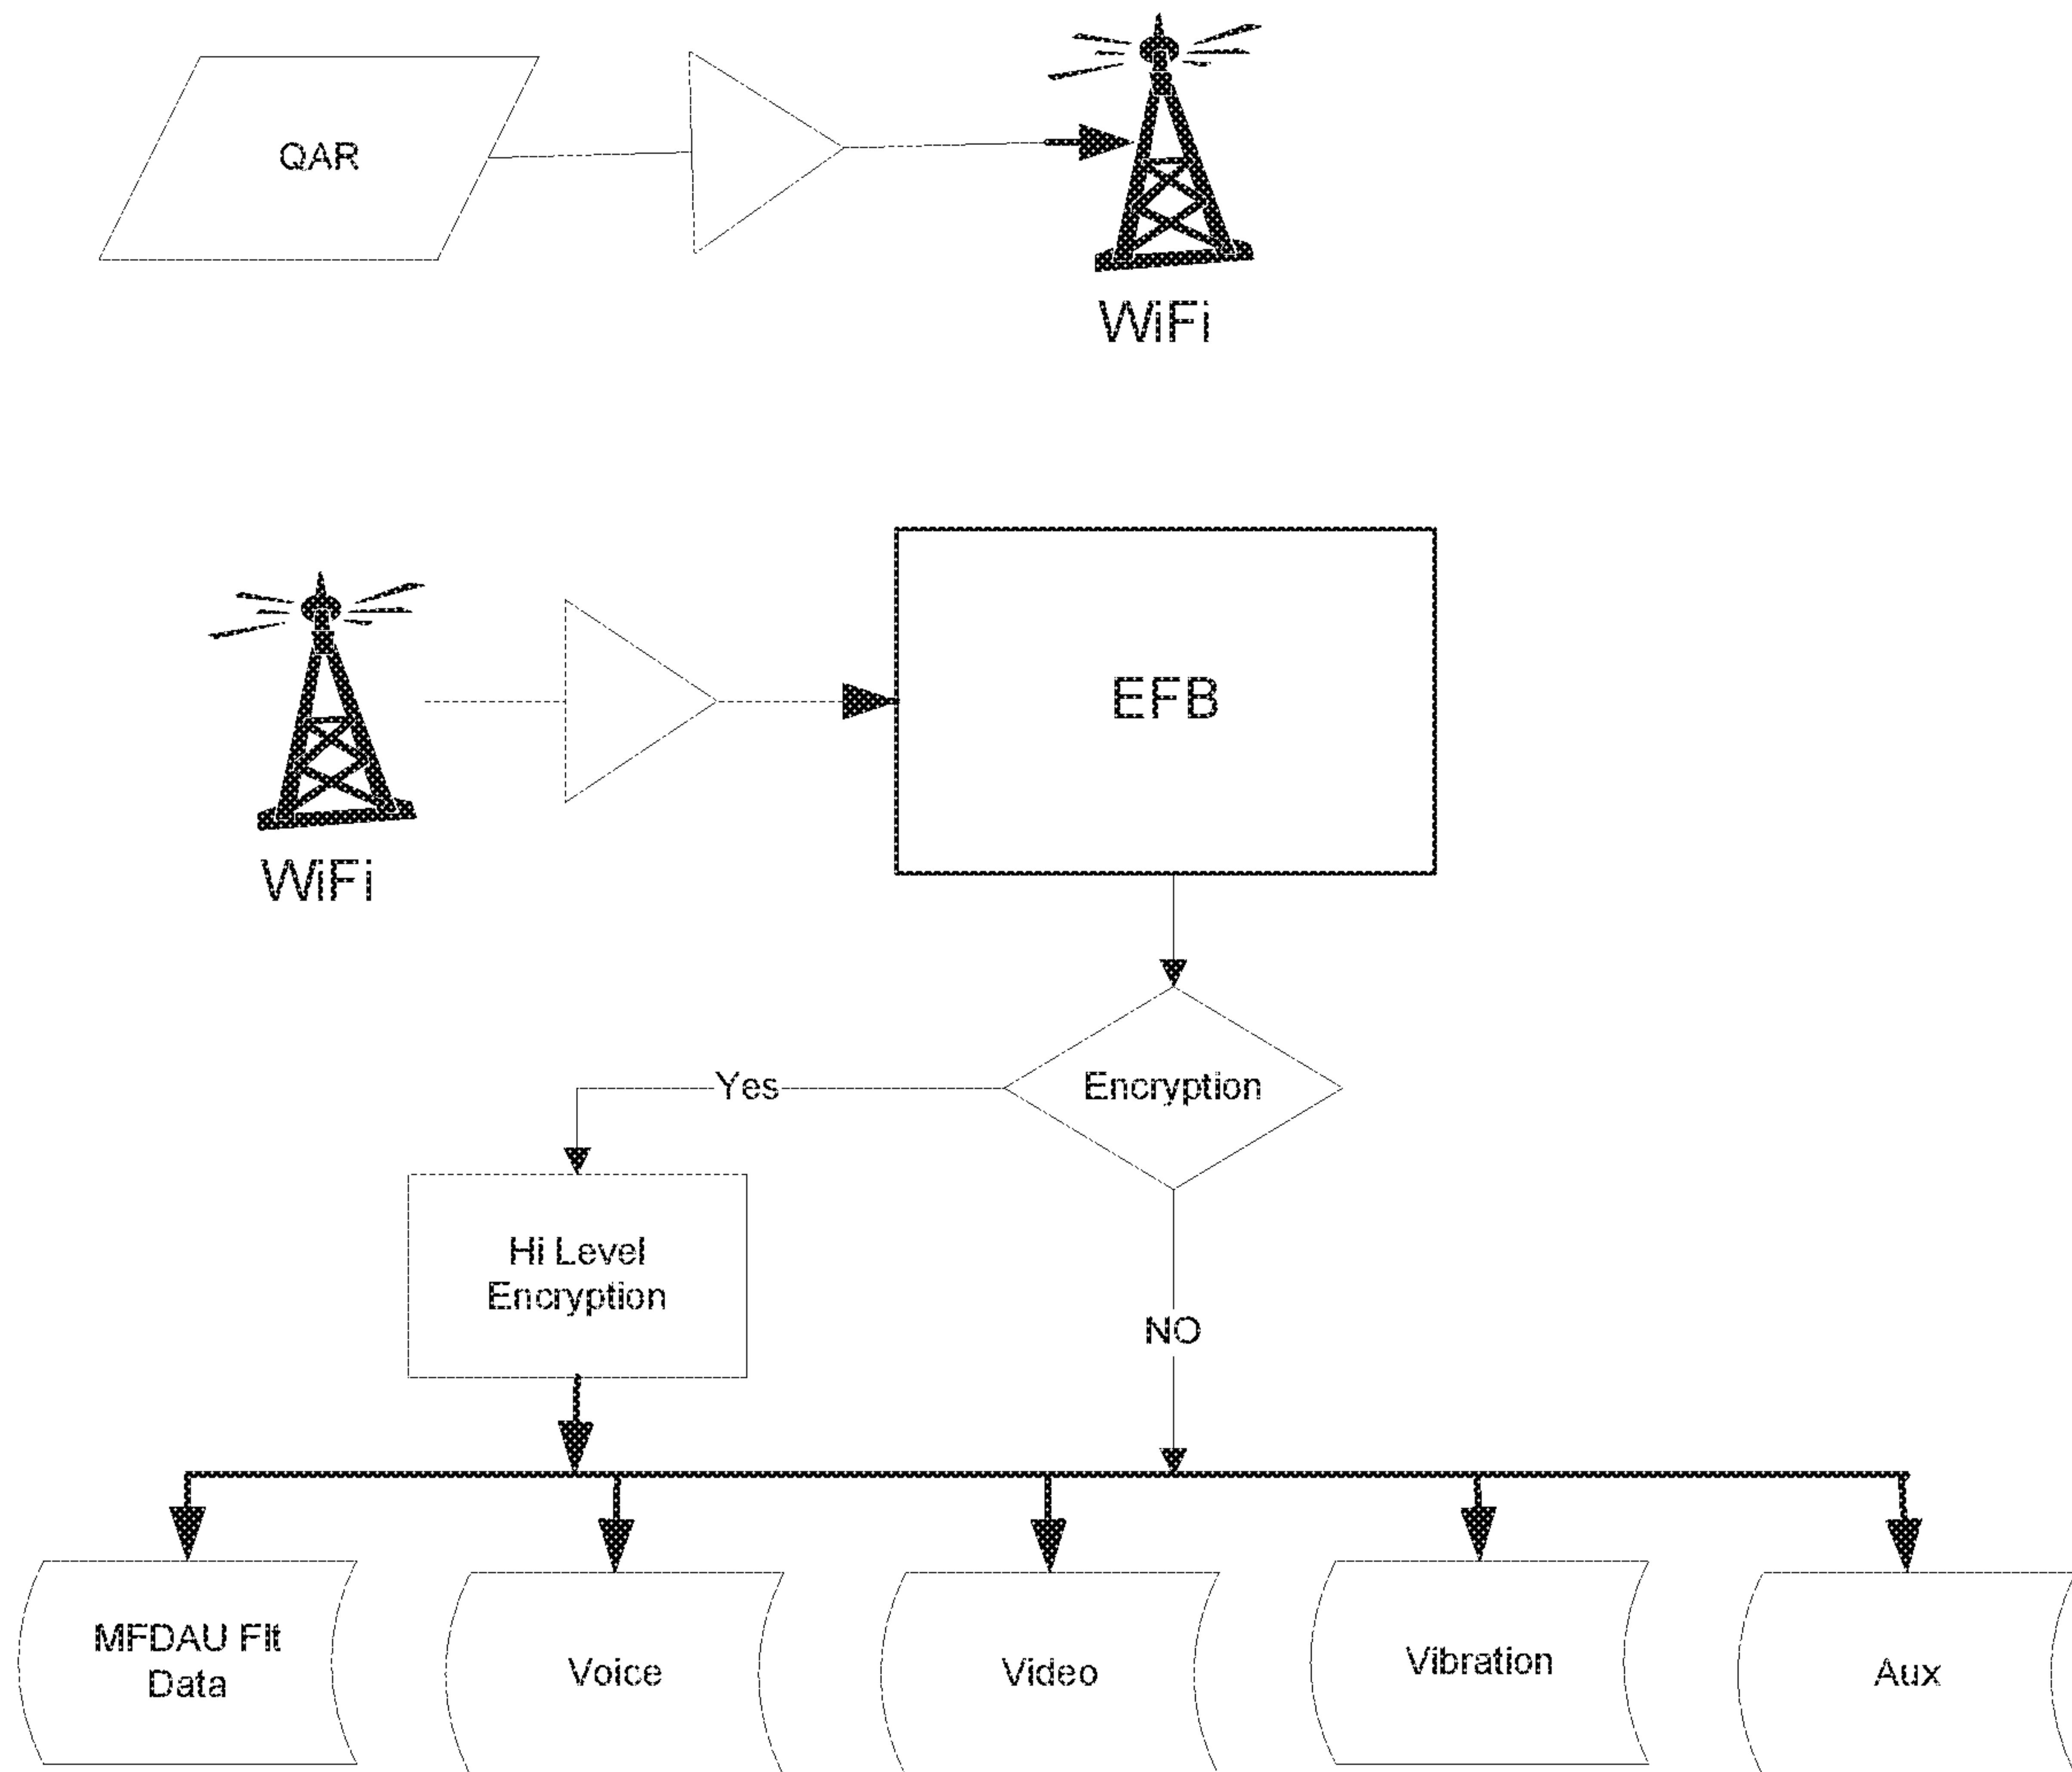 QAR
WiFi
EFB
WiFi
Encryption
Yes
Hi Level
Encryption
NO
MFDAU Flt
Data
Voice
Video
Vibration
Aux